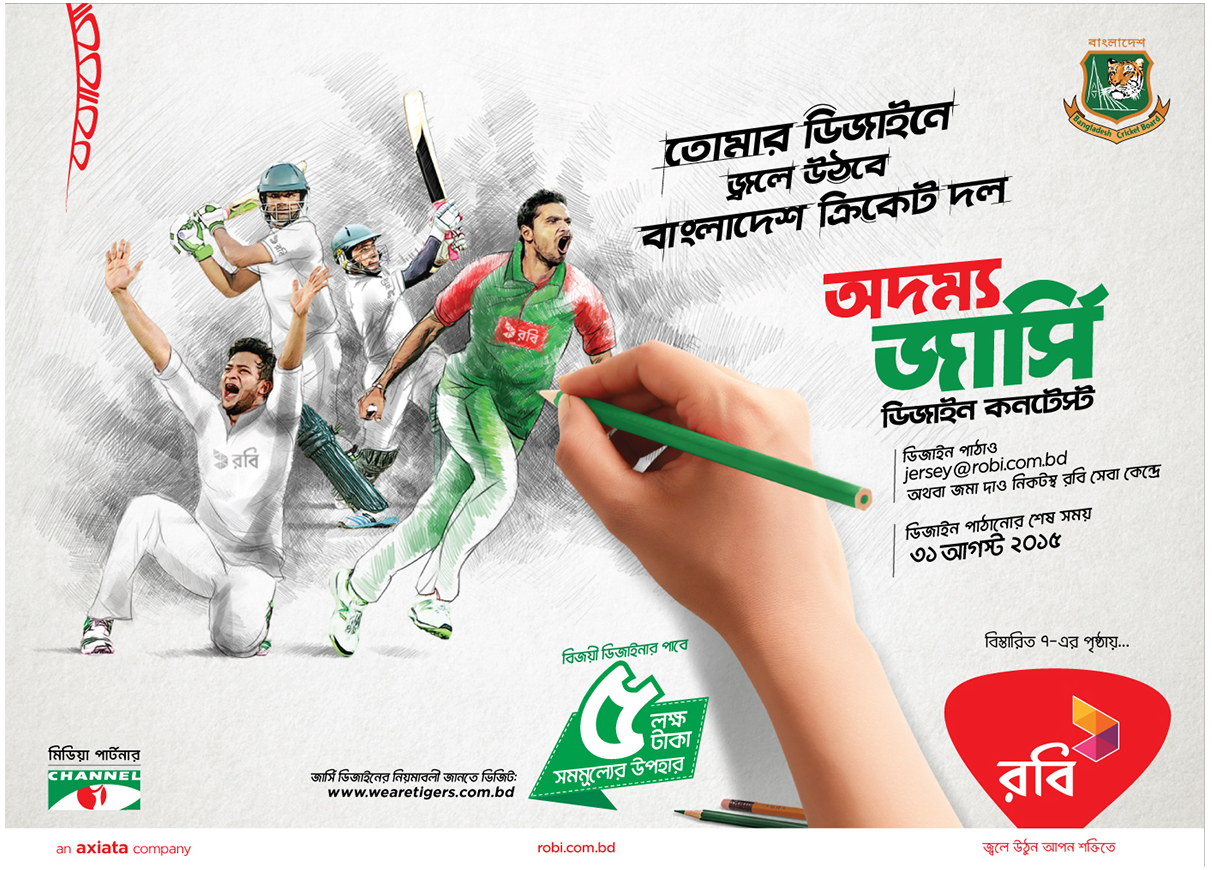 বাংলাদেশ
Bangladesh Cricket Board
তোমার ডিজাইনে
জ্বলে উঠবে
বাংলাদেশ ক্রিকেট দল
অদম্য
জার্সি
ডিজাইন কনটেস্ট
রবি
রবি
ডিজাইন পাঠাও
jersey@robi.com.bd
অথবা জমা দাও নিকটস্থ রবি সেবা কেন্দ্রে
ডিজাইন পাঠানোর শেষ সময়
৩১ আগস্ট ২০১৫
বিস্তারিত ৭-এর পৃষ্ঠায়...
বিজয়ী ডিজাইনার পাবে
৫
লক্ষ
টাকা
সমমূল্যের উপহার
মিডিয়া পার্টনার
CHANNEL
জার্সি ডিজাইনের নিয়মাবলী জানতে ভিজিট:
www.wearetigers.com.bd
রবি
an axiata company
robi.com.bd
জ্বলে উঠুন আপন শক্তিতে